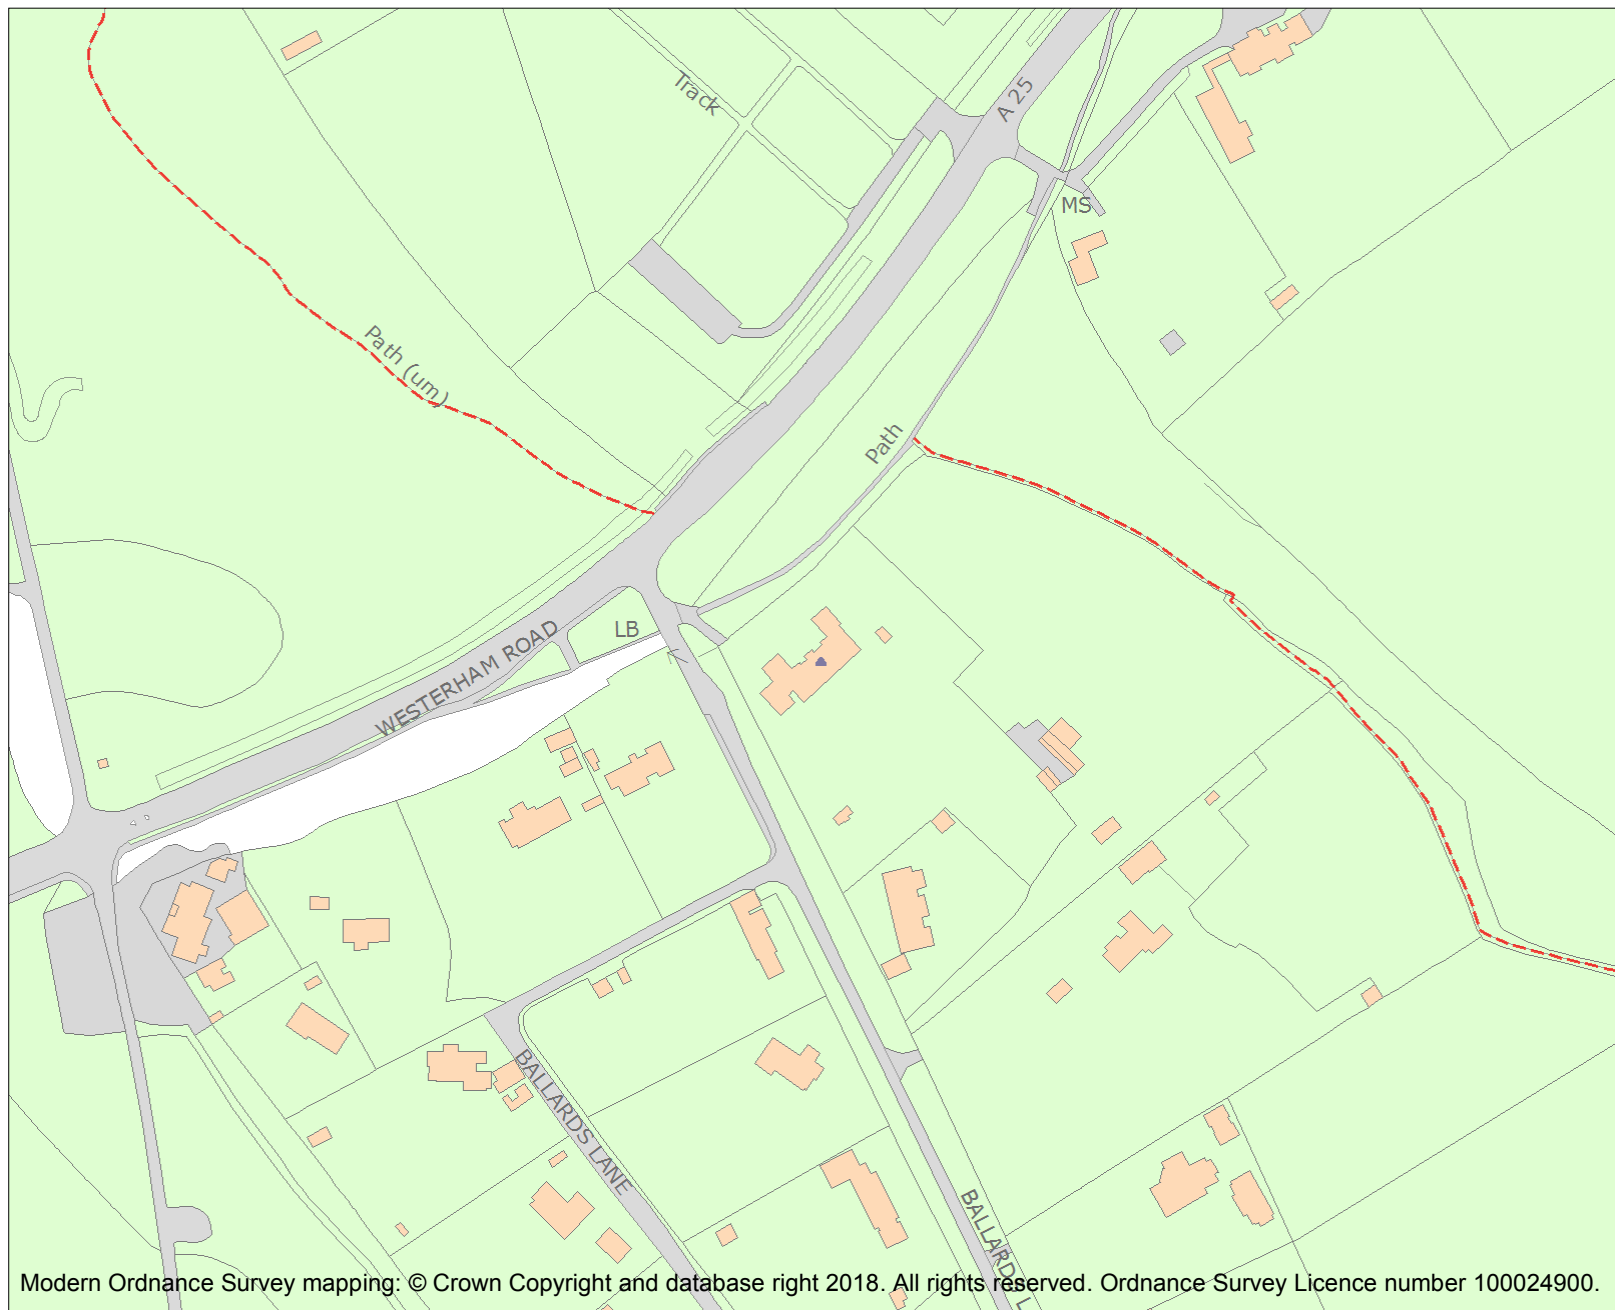 A 25
Track
MS
Path (um)
Path
LB
WESTERHAM ROAD
BALLARDS LANE
BALLARDS L
Modern Ordnance Survey mapping: © Crown Copyright and database right 2018. All rights reserved. Ordnance Survey Licence number 100024900.